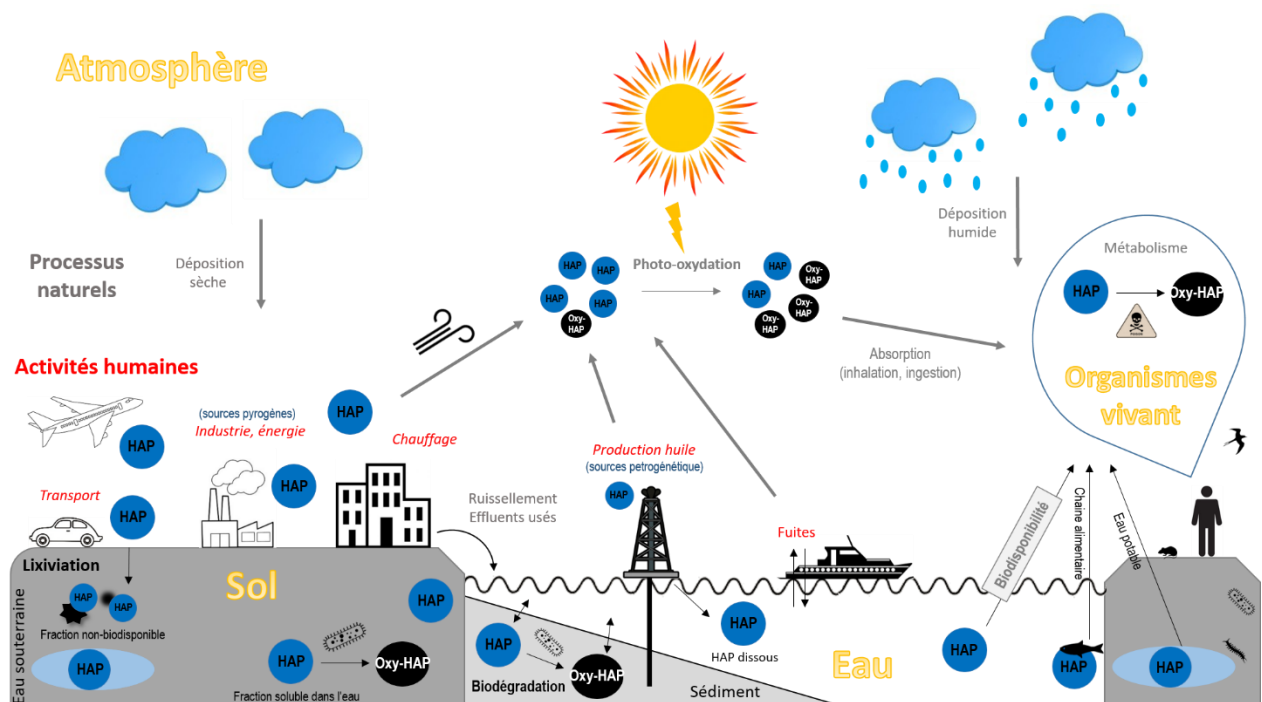 Atmosphère
Déposition
humide
Métabolisme
HAP
Oxy-HAP
Processus
naturels
Déposition
sèche
HAP
HAP
HAP
HAP
Oxy-
HAP
Photo-oxydation
HAP
Oxy-
HAP
HAP
Oxy-
HAP
Oxy-
HAP
Absorption
(inhalation, ingestion)
Organismes
vivant
Activités humaines
HAP
(sources pyrogènes)
Industrie, énergie
HAP
Chauffage
HAP
Production huile
(sources petrogénétique)
HAP
Transport
HAP
Ruissellement
Effluents usés
Fuites
Biodisponibilité
Chaine alimentaire
Eau potable
Lixiviation
Sol
HAP
HAP
Fraction non-biodisponible
HAP
Eau souterraine
HAP
HAP
Oxy-HAP
Fraction soluble dans l'eau
HAP
Oxy-HAP
Biodégradation
Sédiment
HAP
HAP dissous
Eau
HAP
HAP
HAP